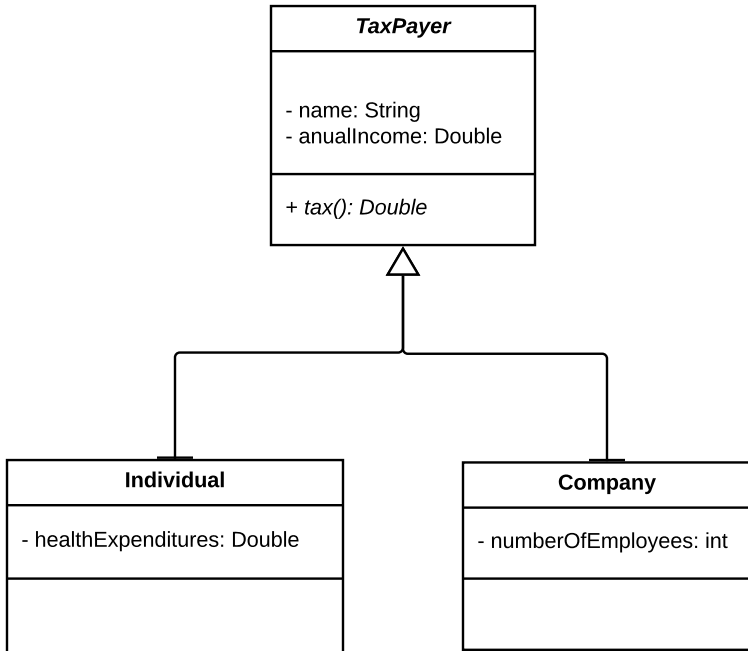 TaxPayer
- name: String
- anualIncome: Double
+ tax(): Double
Individual
- healthExpenditures: Double
Company
- numberOfEmployees: int